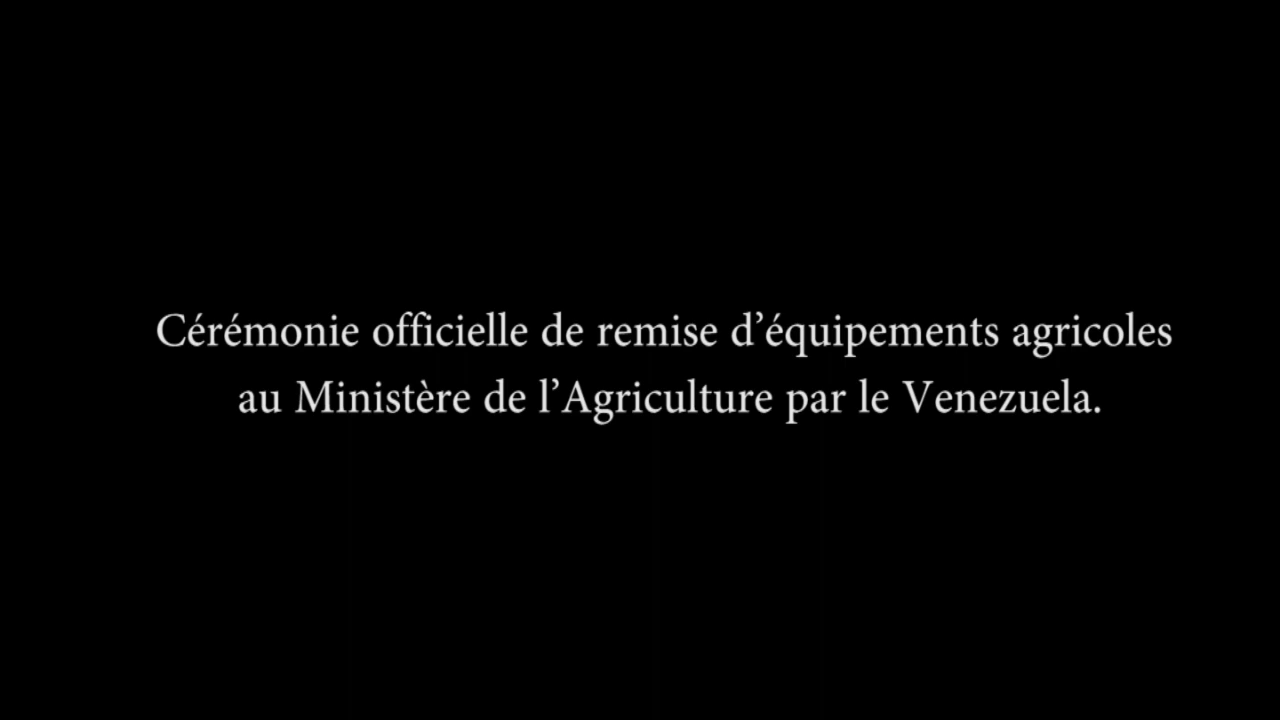 Cérémonie officielle de remise d’équipements agricoles
au Ministère de l’Agriculture par le Venezuela.